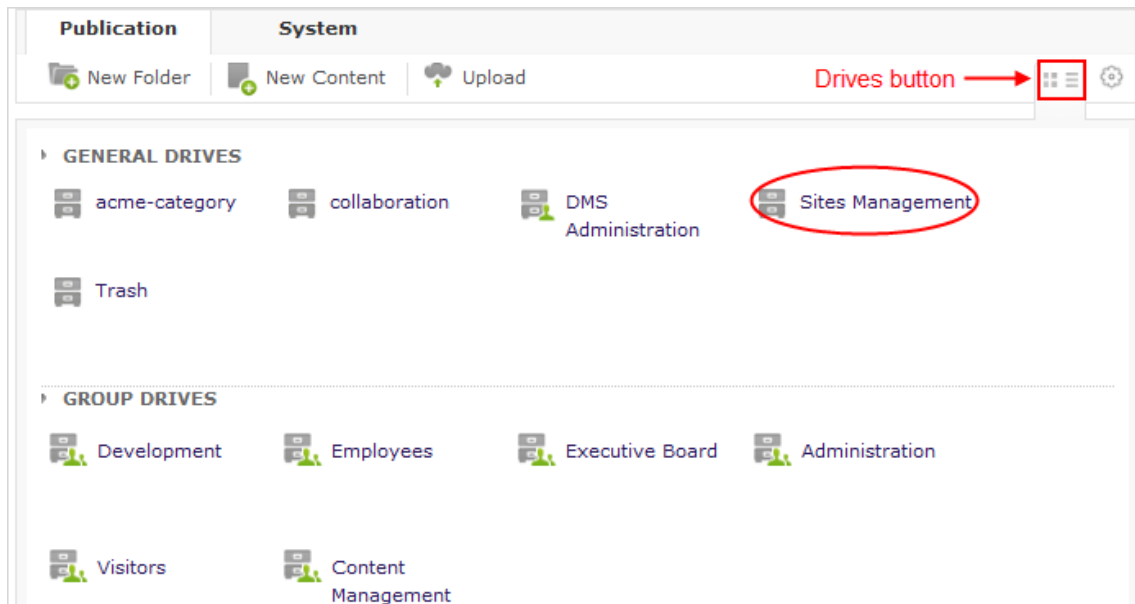 Publication System
New Folder New Content Upload Drives button
GENERAL DRIVES
acme-category collaboration DMS Administration Sites Management
Trash
GROUP DRIVES
Development Employees Executive Board Administration
Visitors Content Management